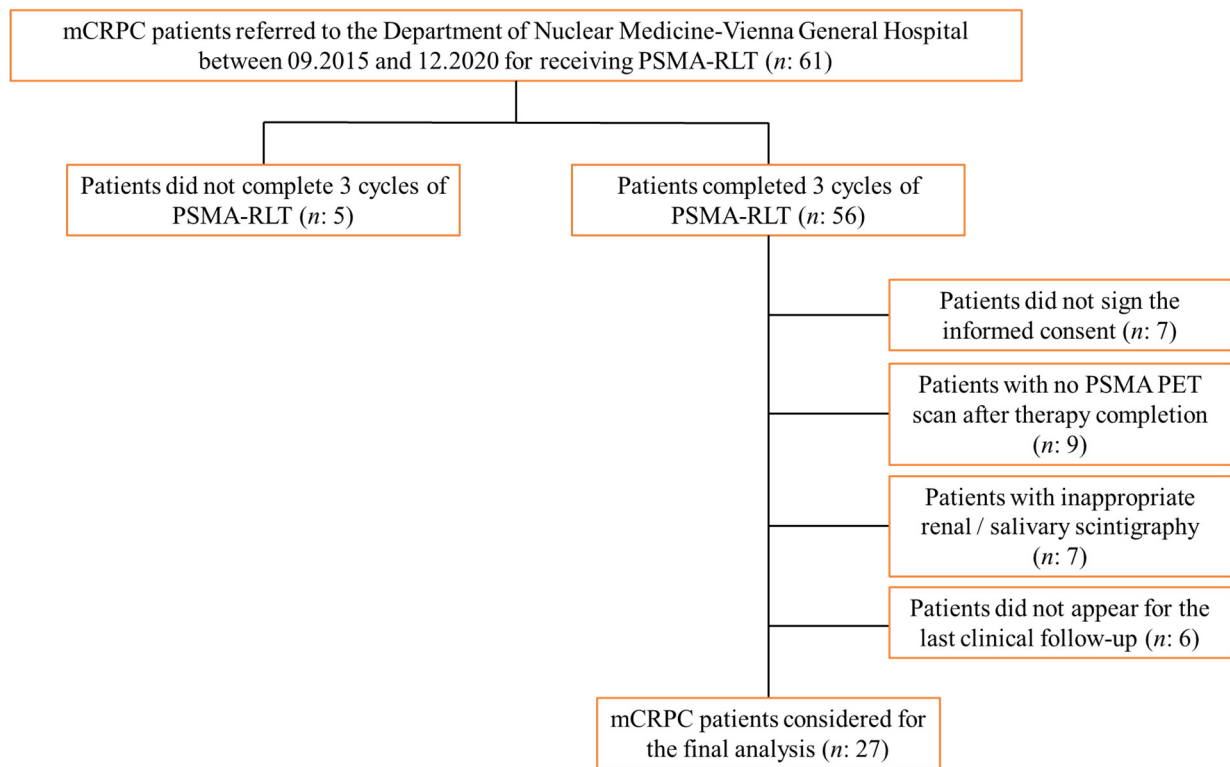 mCRPC patients referred to the Department of Nuclear Medicine-Vienna General Hospital
between 09.2015 and 12.2020 for receiving PSMA-RLT (n: 61)
Patients did not complete 3 cycles of
PSMA-RLT (n: 5)
Patients completed 3 cycles of
PSMA-RLT (n: 56)
Patients did not sign the
informed consent (n: 7)
Patients with no PSMA PET
scan after therapy completion
(n: 9)
Patients with inappropriate
renal / salivary scintigraphy
(n: 7)
Patients did not appear for the
last clinical follow-up (n: 6)
mCRPC patients considered for
the final analysis (n: 27)